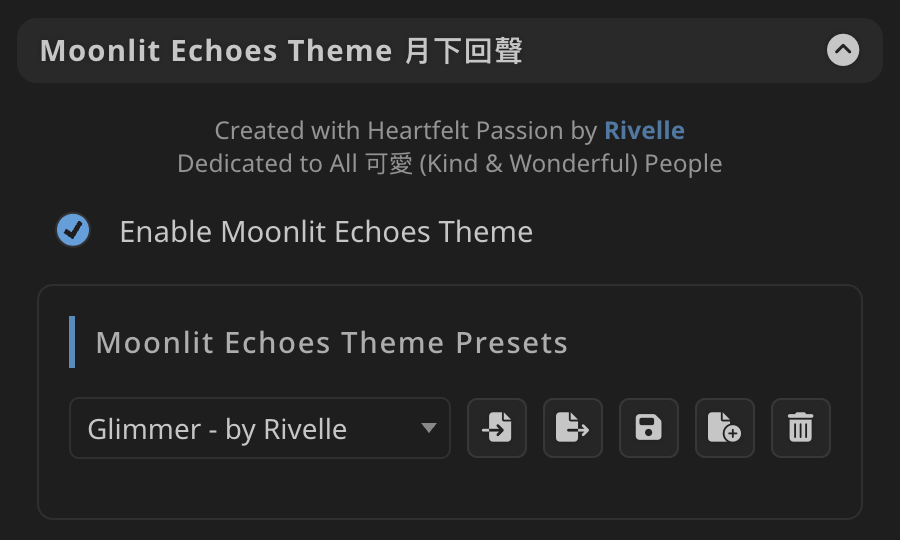 Moonlit Echoes Theme 月下回聲
Created with Heartfelt Passion by Rivelle
Dedicated to All 可愛 (Kind & Wonderful) People
Enable Moonlit Echoes Theme
Moonlit Echoes Theme Presets
Glimmer - by Rivelle